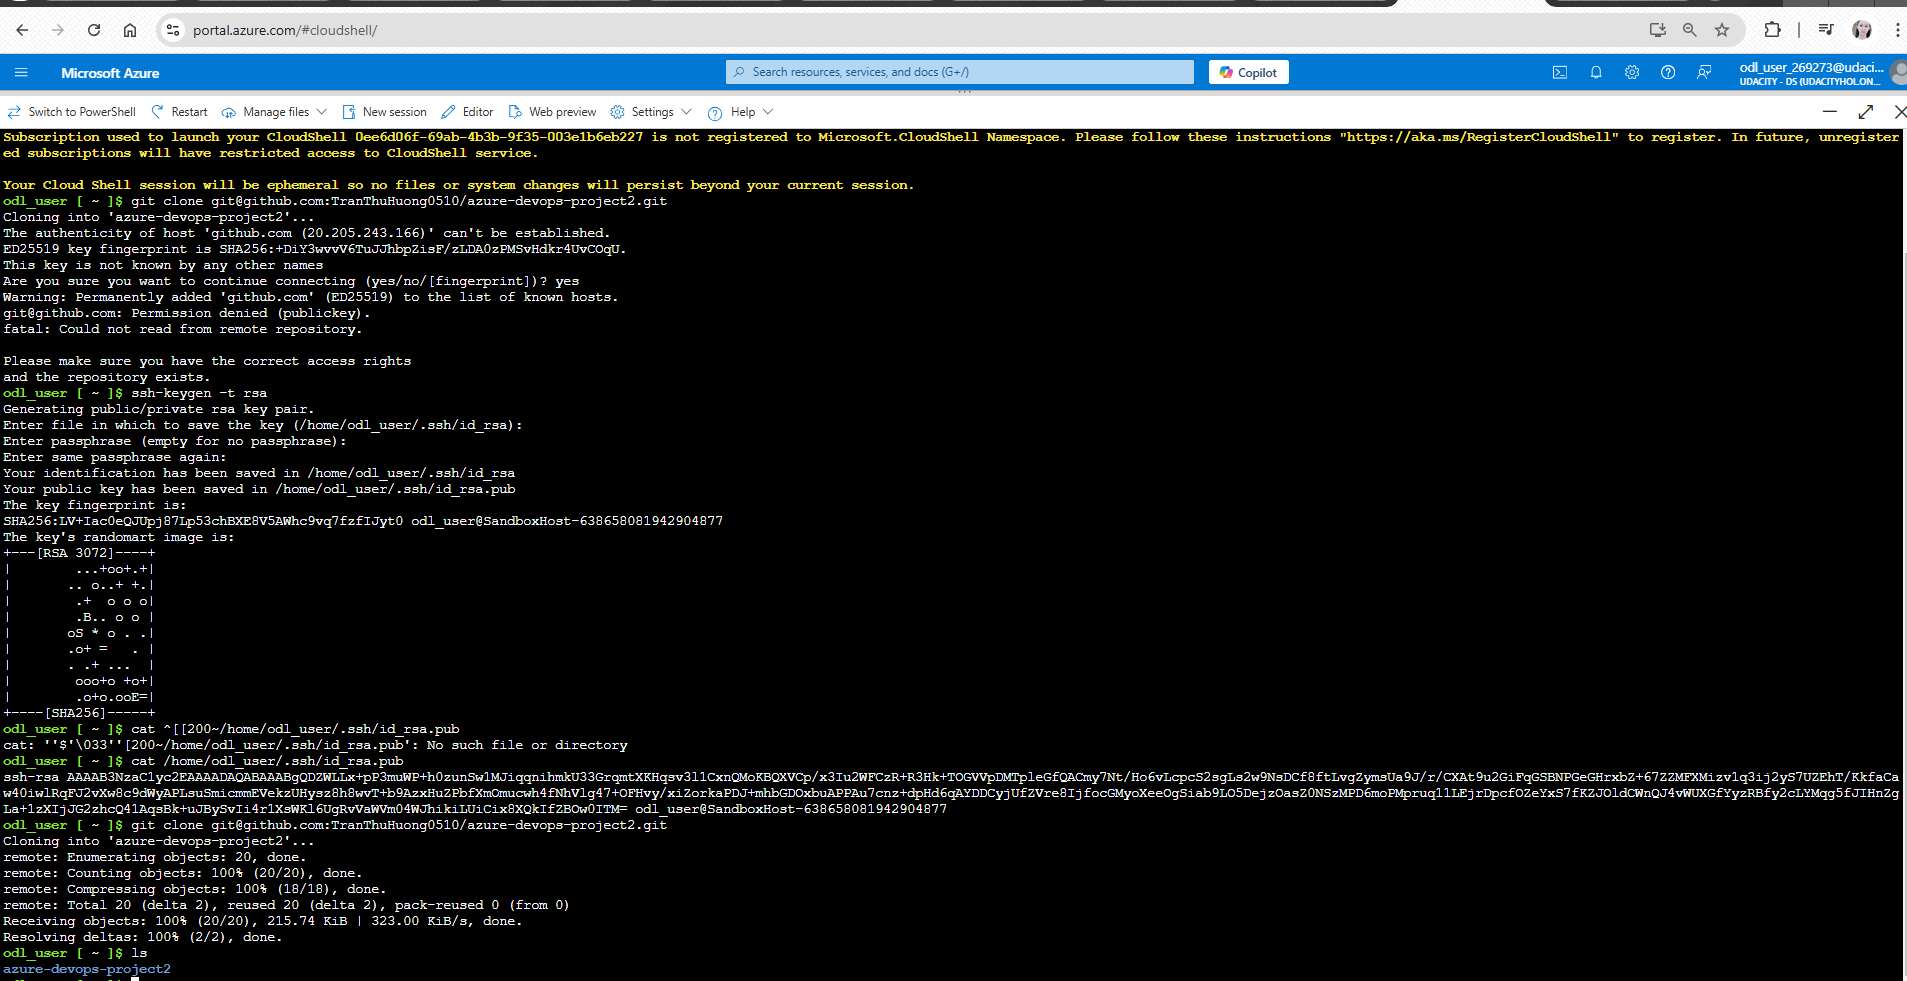 portal.azure.com/#cloudshell/
Microsoft Azure
Search resources, services, and docs (G+/)
Copilot
odl_user_269273@udaci...
UDACITY - DS (UDACITYHOLON...
Switch to PowerShell Restart Manage files New session Editor Web preview Settings Help
Subscription used to launch your CloudShell 0ee6d06f-69ab-4b3b-9f35-003e1b6eb227 is not registered to Microsoft.CloudShell Namespace. Please follow these instructions "https://aka.ms/RegisterCloudShell" to register. In future, unregister
ed subscriptions will have restricted access to CloudShell service.
Your Cloud Shell session will be ephemeral so no files or system changes will persist beyond your current session.
odl_user [ ~ ]$ git clone git@github.com:TranThuHuong0510/azure-devops-project2.git
Cloning into 'azure-devops-project2'...
The authenticity of host 'github.com (20.205.243.166)' can't be established.
ED25519 key fingerprint is SHA256:+DiY3wvvV6TuJJhbpZisF/zLDA0zPMSvHdkr4UvCOqU.
This key is not known by any other names
Are you sure you want to continue connecting (yes/no/[fingerprint])? yes
Warning: Permanently added 'github.com' (ED25519) to the list of known hosts.
git@github.com: Permission denied (publickey).
fatal: Could not read from remote repository.
Please make sure you have the correct access rights
and the repository exists.
odl_user [ ~ ]$ ssh-keygen -t rsa
Generating public/private rsa key pair.
Enter file in which to save the key (/home/odl_user/.ssh/id_rsa):
Enter passphrase (empty for no passphrase):
Enter same passphrase again:
Your identification has been saved in /home/odl_user/.ssh/id_rsa
Your public key has been saved in /home/odl_user/.ssh/id_rsa.pub
The key fingerprint is:
SHA256:LV+Iac0eQJUpj87Lp53chBXE8V5AWhc9vq7fzfIJyt0 odl_user@SandboxHost-638658081942904877
The key's randomart image is:
+---[RSA 3072]----+
|        ...+oo+.+|
|       .. o..+ +.|
|        .+  o o o|
|        .B.. o o |
|       oS * o . .|
|       .o+ =   . |
|       . .+ ...  |
|        ooo+o +o+|
|        .o+o.ooE=|
+----[SHA256]-----+
odl_user [ ~ ]$ cat ^[[200~/home/odl_user/.ssh/id_rsa.pub
cat: ''$'\033''[200~/home/odl_user/.ssh/id_rsa.pub': No such file or directory
odl_user [ ~ ]$ cat /home/odl_user/.ssh/id_rsa.pub
ssh-rsa AAAAB3NzaC1yc2EAAAADAQABAAABgQDZWLLx+pP3muWP+h0zunSw1MJiqqnihmkU33GrqmtXKHqsv3l1CxnQMoKBQXVCp/x3Iu2WFCzR+R3Hk+TOGVVpDMTpleGfQACmy7Nt/Ho6vLcpcS2sgLs2w9NsDCf8ftLvgZymsUa9J/r/CXAt9u2GiFqGSBNPGeGHrxbZ+67ZZMFXMizv1q3ij2yS7UZEhT/KkfaCa
w40iwlRqFJ2vXw8c9dWyAPLsuSmicmmEVekzUHysz8h8wvT+b9AzxHuZPbfXmOmucwh4fNhVlg47+OFHvy/xiZorkaPDJ+mhbGDOxbuAPPAu7cnz+dpHd6qAYDDCyjUfZVre8IjfocGMyoXeeOgSiab9LO5DejzOasZ0NSzMPD6moPMpruq11LEjrDpcfOZeYxS7fKZJOldCWnQJ4vWUXGfYyzRBfy2cLYMqg5fJIHnZg
La+1zXIjJG2zhcQ41AqsBk+uJBySvIi4r1XsWKl6UgRvVaWVm04WJhikiLUiCix8XQkIfZBOw0ITM= odl_user@SandboxHost-638658081942904877
odl_user [ ~ ]$ git clone git@github.com:TranThuHuong0510/azure-devops-project2.git
Cloning into 'azure-devops-project2'...
remote: Enumerating objects: 20, done.
remote: Counting objects: 100% (20/20), done.
remote: Compressing objects: 100% (18/18), done.
remote: Total 20 (delta 2), reused 20 (delta 2), pack-reused 0 (from 0)
Receiving objects: 100% (20/20), 215.74 KiB | 323.00 KiB/s, done.
Resolving deltas: 100% (2/2), done.
odl_user [ ~ ]$ ls
azure-devops-project2